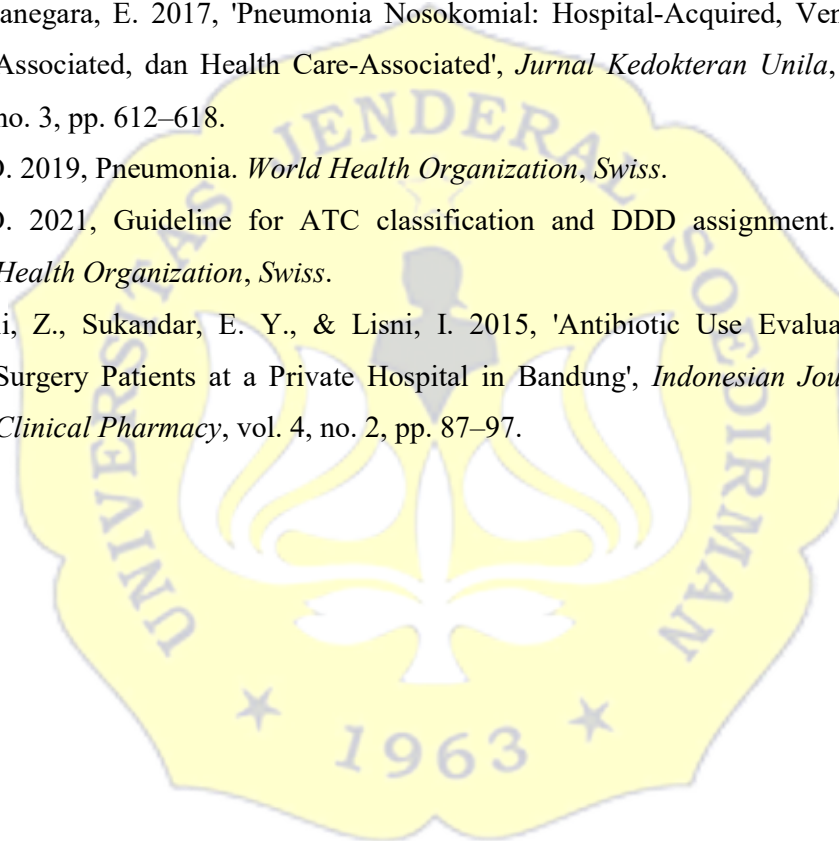 anegara, E. 2017, 'Pneumonia Nosokomial: Hospital-Acquired, Ven
Associated, dan Health Care-Associated', Jurnal Kedokteran Unila,
no. 3, pp. 612–618.
O. 2019, Pneumonia. World Health Organization, Swiss.
O. 2021, Guideline for ATC classification and DDD assignment.
Health Organization, Swiss.
i, Z., Sukandar, E. Y., & Lisni, I. 2015, 'Antibiotic Use Evalua
Surgery Patients at a Private Hospital in Bandung', Indonesian Jou
Clinical Pharmacy, vol. 4, no. 2, pp. 87–97.
UNIVERSITAS JENDERAL SOEDIRMAN
1963